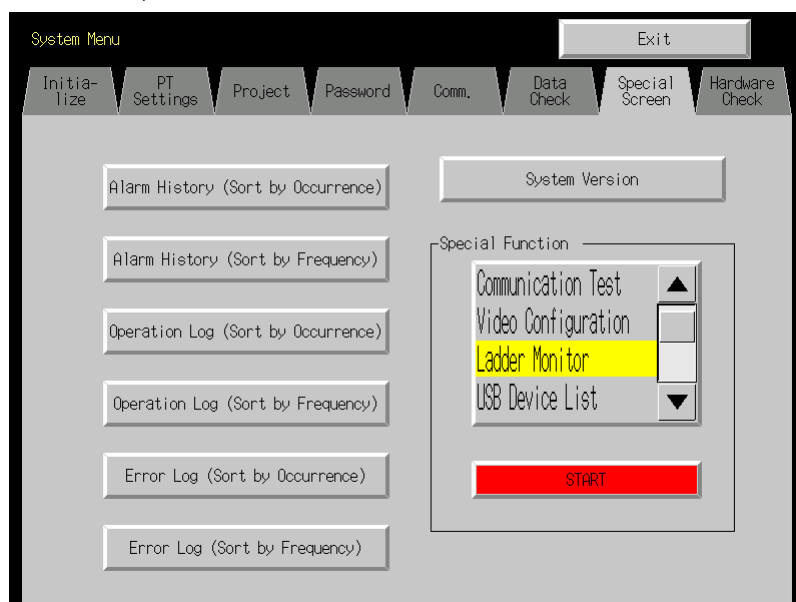 System Menu
Exit
Initia-
lize
PT
Settings
Project
Password
Comm.
Data
Check
Special
Screen
Hardware
Check
Alarm History (Sort by Occurrence)
Alarm History (Sort by Frequency)
Operation Log (Sort by Occurrence)
Operation Log (Sort by Frequency)
Error Log (Sort by Occurrence)
Error Log (Sort by Frequency)
System Version
Special Function
Communication Test
Video Configuration
Ladder Monitor
USB Device List
START